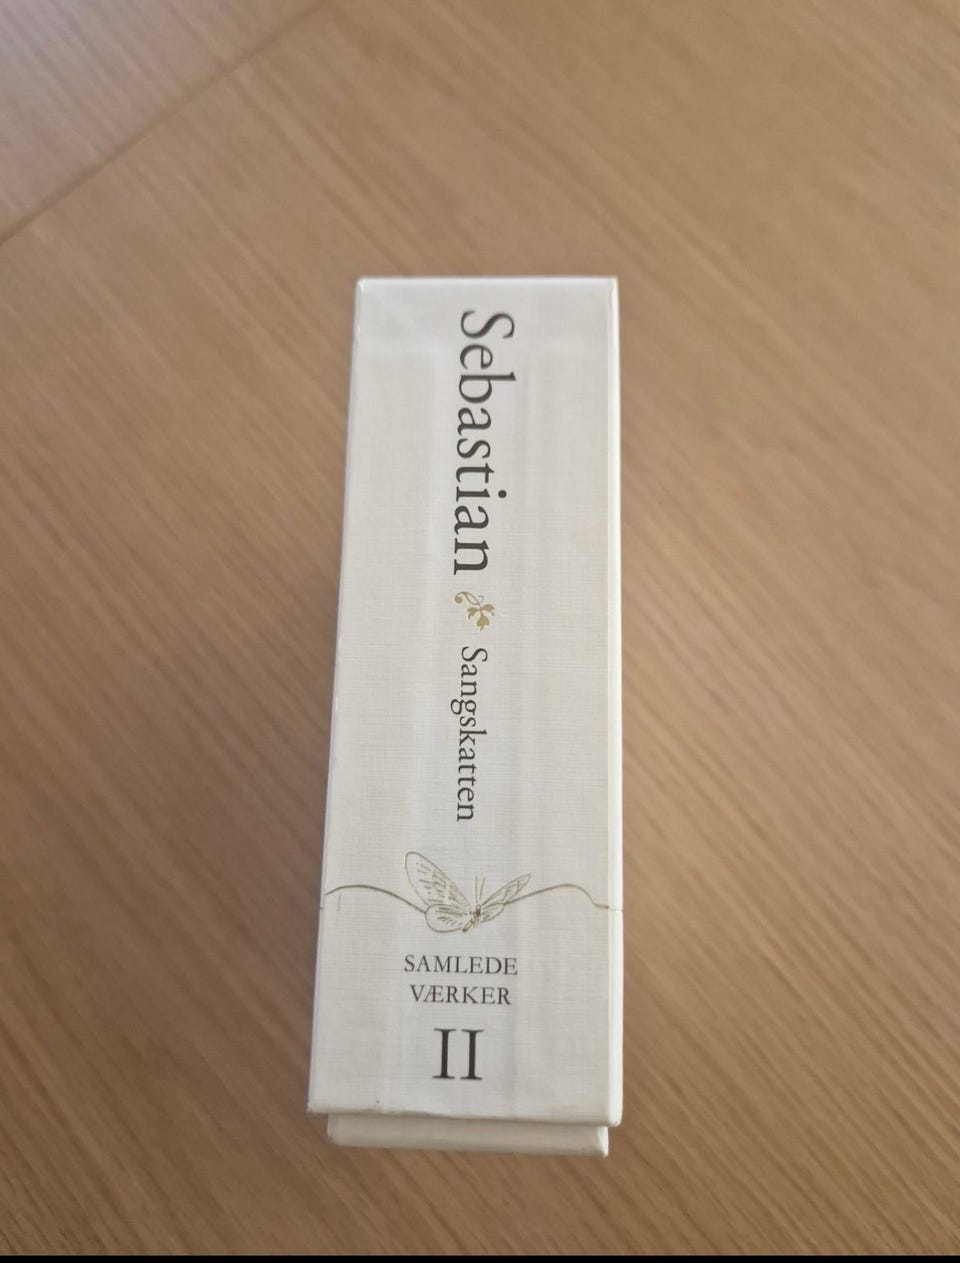 Sebastian Sangskatten
SAMLEDE
VÆRKER
II